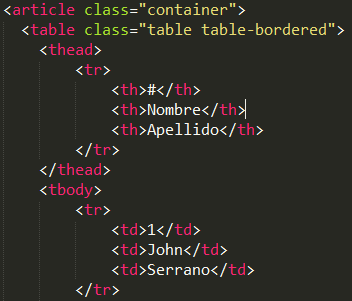 <article class="container">
<table class="table table-bordered">
<thead>
<tr>
<th>#</th>
<th>Nombre</th>
<th>Apellido</th>
</tr>
</thead>
<tbody>
<tr>
<td>1</td>
<td>John</td>
<td>Serrano</td>
</tr>